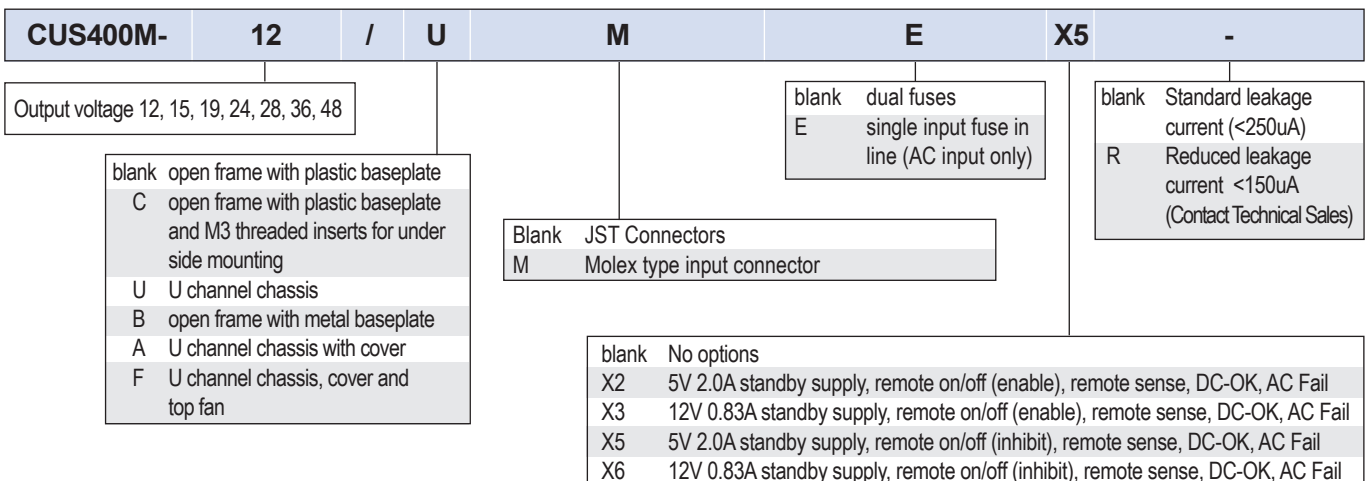 CUS400M- 12 / U M E X5 -
Output voltage 12, 15, 19, 24, 28, 36, 48
blank open frame with plastic baseplate
C open frame with plastic baseplate
and M3 threaded inserts for under
side mounting
U U channel chassis
B open frame with metal baseplate
A U channel chassis with cover
F U channel chassis, cover and
top fan
Blank JST Connectors
M Molex type input connector
blank dual fuses
E single input fuse in
line (AC input only)
blank No options
X2 5V 2.0A standby supply, remote on/off (enable), remote sense, DC-OK, AC Fail
X3 12V 0.83A standby supply, remote on/off (enable), remote sense, DC-OK, AC Fail
X5 5V 2.0A standby supply, remote on/off (inhibit), remote sense, DC-OK, AC Fail
X6 12V 0.83A standby supply, remote on/off (inhibit), remote sense, DC-OK, AC Fail
blank Standard leakage
current (<250uA)
R Reduced leakage
current <150uA
(Contact Technical Sales)